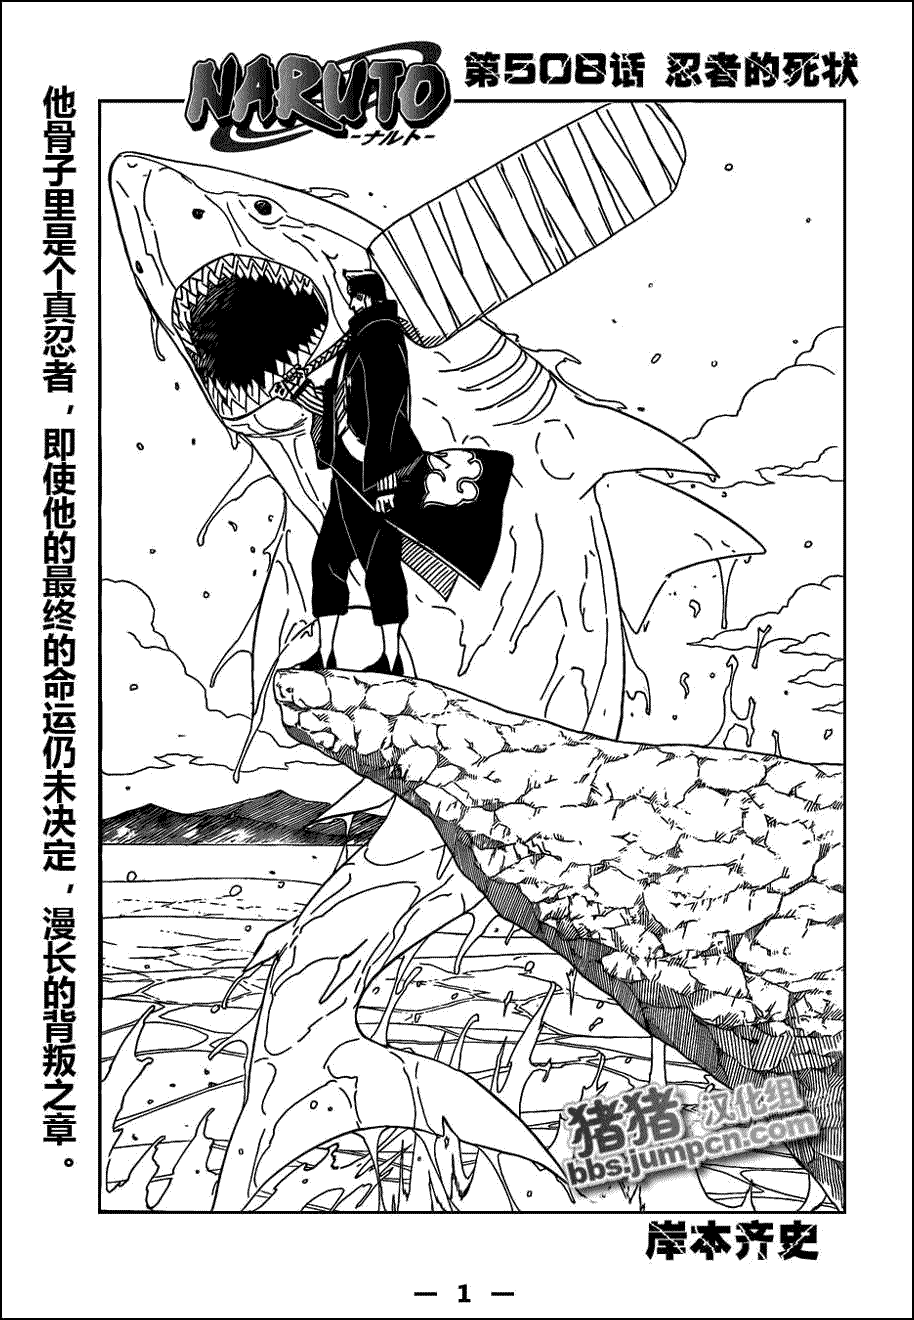 NARUTO
-ナルト-
第508话 忍者的死状
他骨子里是个真忍者，即使他的最终的命运仍未决定，漫长的背叛之章。
猪猪汉化组
bbs.jumpcn.com
岸本齐史
— 1 —